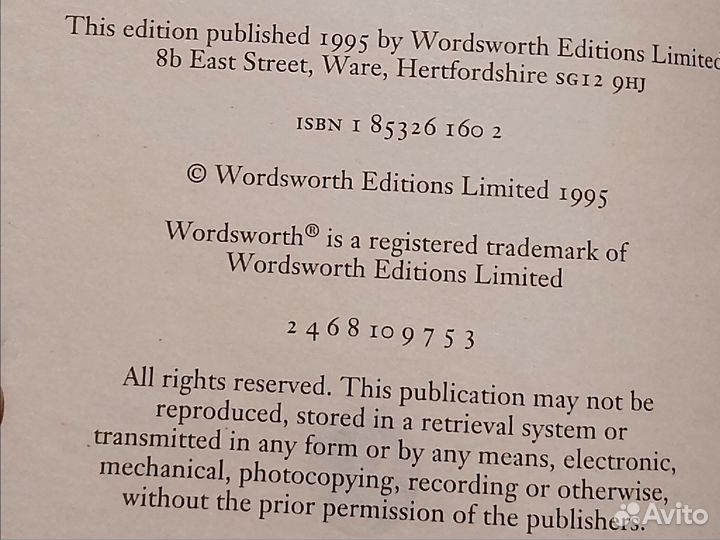 This edition published 1995 by Wordsworth Editions Limited
8b East Street, Ware, Hertfordshire SG12 9HJ
ISBN 1 85326 160 2
© Wordsworth Editions Limited 1995
Wordsworth® is a registered trademark of
Wordsworth Editions Limited
2 4 6 8 10 9 7 5 3
All rights reserved. This publication may not be
reproduced, stored in a retrieval system or
transmitted in any form or by any means, electronic,
mechanical, photocopying, recording or otherwise,
without the prior permission of the publishers.
Avito